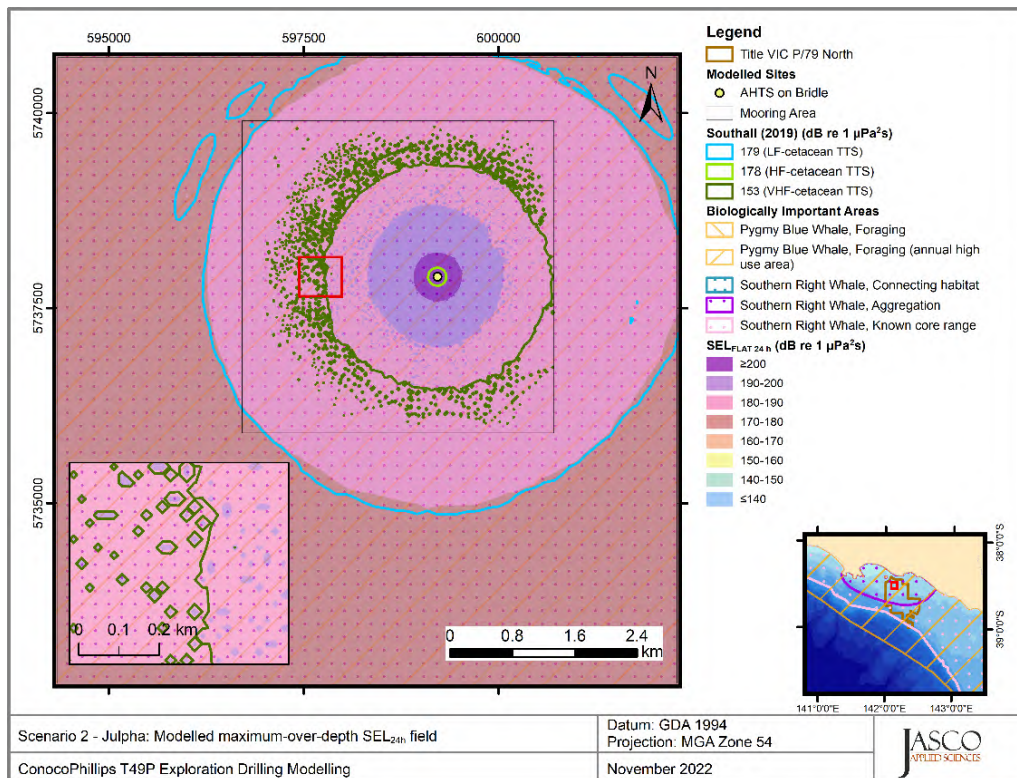 595000
597500
600000
5740000
5737500
5735000
N
0 0.1 0.2 km
0 0.8 1.6 2.4
km
Legend
Title VIC P/79 North
Modelled Sites
AHTS on Bridle
Mooring Area
Southall (2019) (dB re 1 µPa²s)
179 (LF-cetacean TTS)
178 (HF-cetacean TTS)
153 (VHF-cetacean TTS)
Biologically Important Areas
Pygmy Blue Whale, Foraging
Pygmy Blue Whale, Foraging (annual high
use area)
Southern Right Whale, Connecting habitat
Southern Right Whale, Aggregation
Southern Right Whale, Known core range
SELFLAT 24 h (dB re 1 µPa²s)
≥200
190-200
180-190
170-180
160-170
150-160
140-150
≤140
38°0'0"S
39°0'0"S
141°0'0"E 142°0'0"E 143°0'0"E
Scenario 2 - Julpha: Modelled maximum-over-depth SEL24h field
Datum: GDA 1994
Projection: MGA Zone 54
ConocoPhillips T49P Exploration Drilling Modelling
November 2022
JASCO
APPLIED SCIENCES